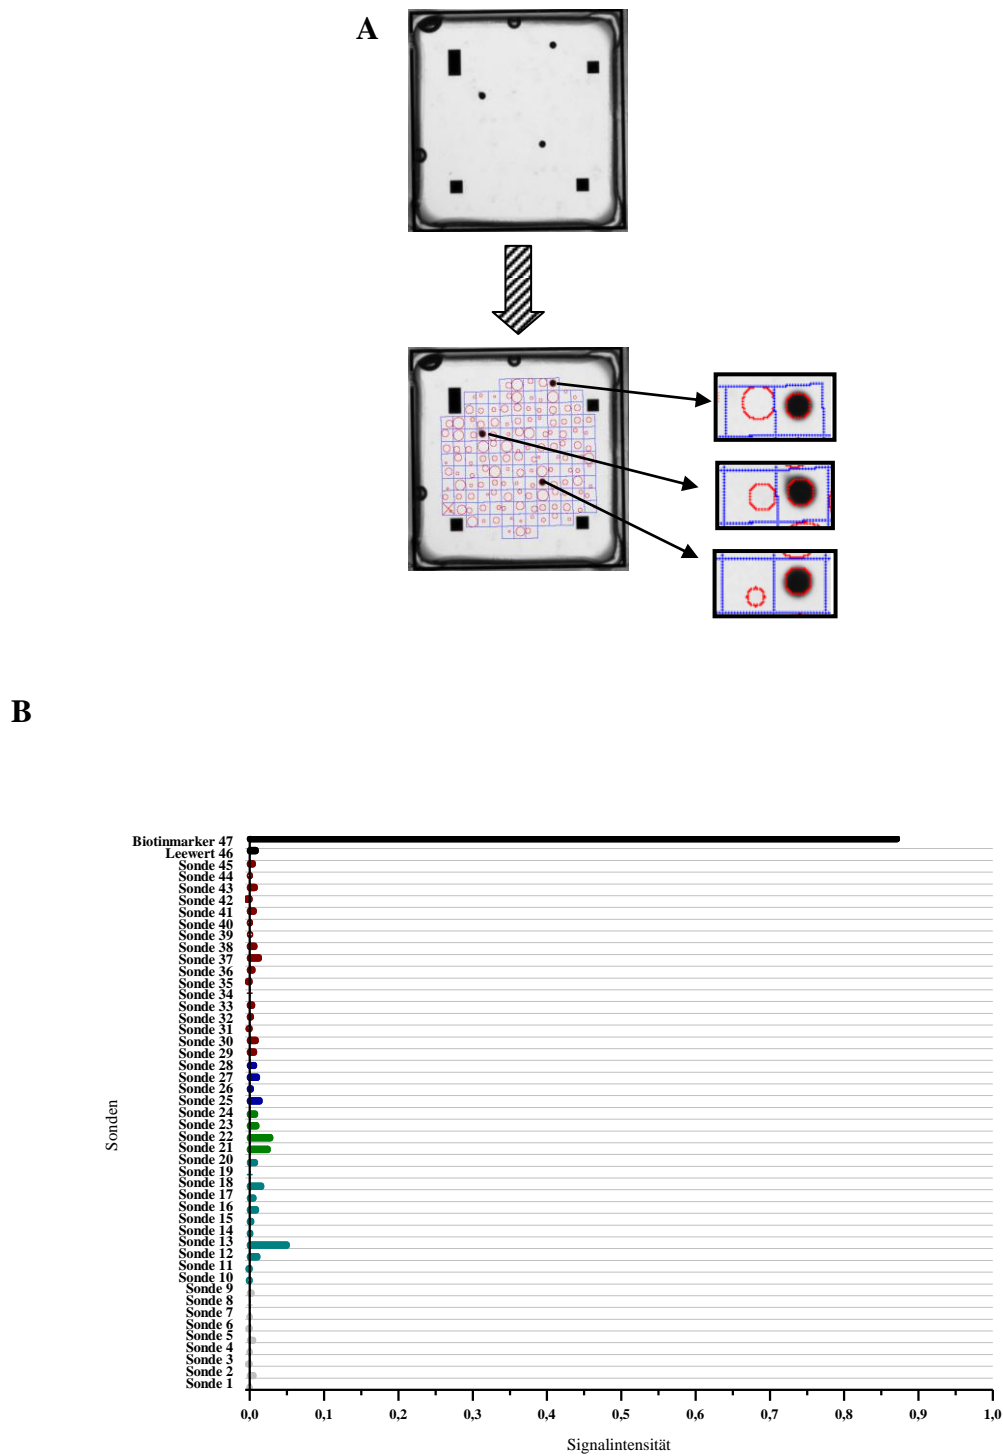 A
B
Biotinmarker 47
Leewert 46
Sonde 45
Sonde 44
Sonde 43
Sonde 42
Sonde 41
Sonde 40
Sonde 39
Sonde 38
Sonde 37
Sonde 36
Sonde 35
Sonde 34
Sonde 33
Sonde 32
Sonde 31
Sonde 30
Sonde 29
Sonde 28
Sonde 27
Sonde 26
Sonde 25
Sonde 24
Sonde 23
Sonde 22
Sonde 21
Sonde 20
Sonde 19
Sonde 18
Sonde 17
Sonde 16
Sonde 15
Sonde 14
Sonde 13
Sonde 12
Sonde 11
Sonde 10
Sonde 9
Sonde 8
Sonde 7
Sonde 6
Sonde 5
Sonde 4
Sonde 3
Sonde 2
Sonde 1
Sonden
0,0 0,1 0,2 0,3 0,4 0,5 0,6 0,7 0,8 0,9 1,0
Signalintensität